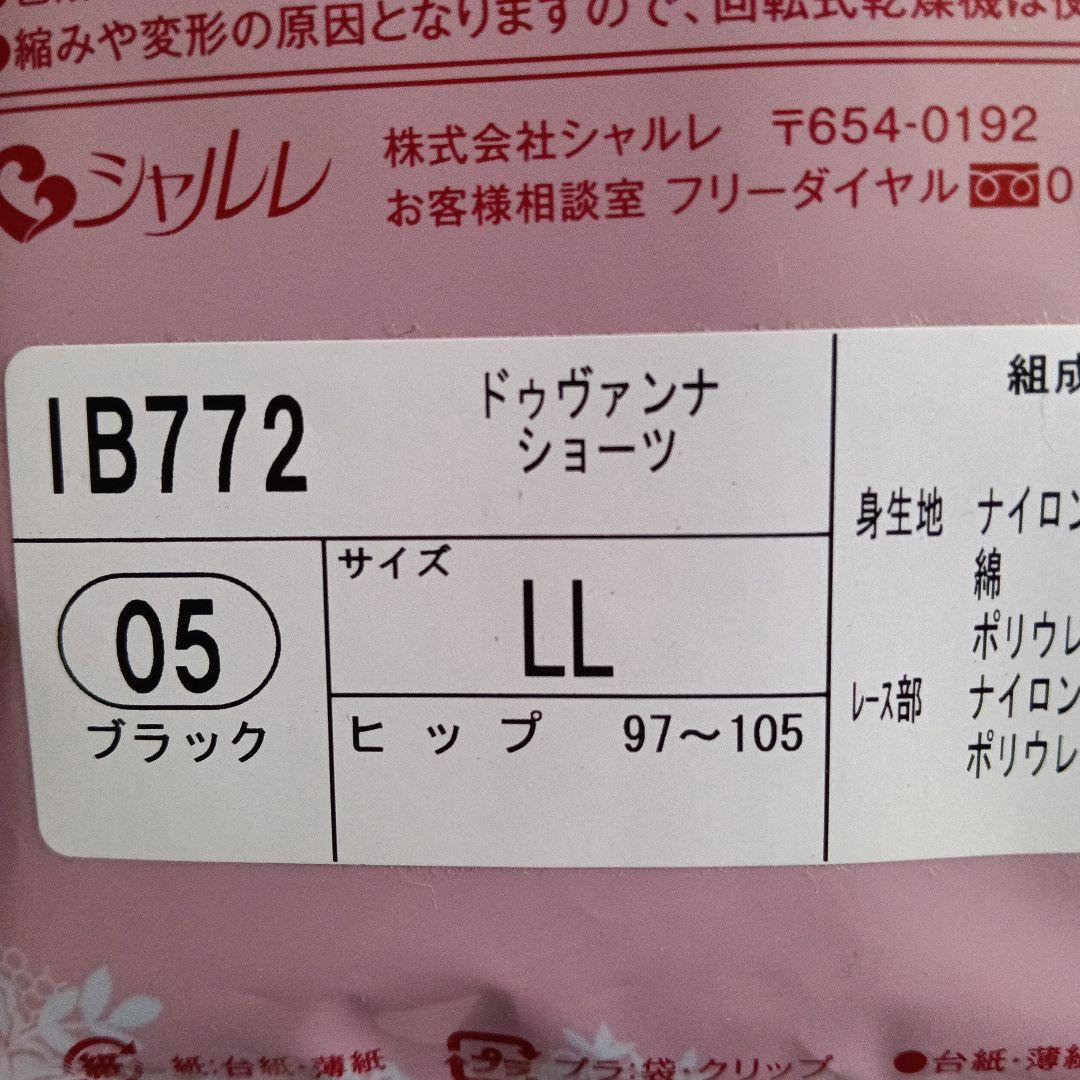 ●縮みや変形の原因となりますので、回転式乾燥機は使
シャルレ
株式会社シャルレ 〒654-0192
お客様相談室 フリーダイヤル 0
IB772
ドゥヴァンナ
ショーツ
05
ブラック
サイズ
LL
ヒップ 97〜105
組成
身生地 ナイロン
綿
ポリウレ
レース部 ナイロン
ポリウレ
紙 紙:台紙・薄紙
プラ プラ:袋・クリップ
●台紙・薄紙